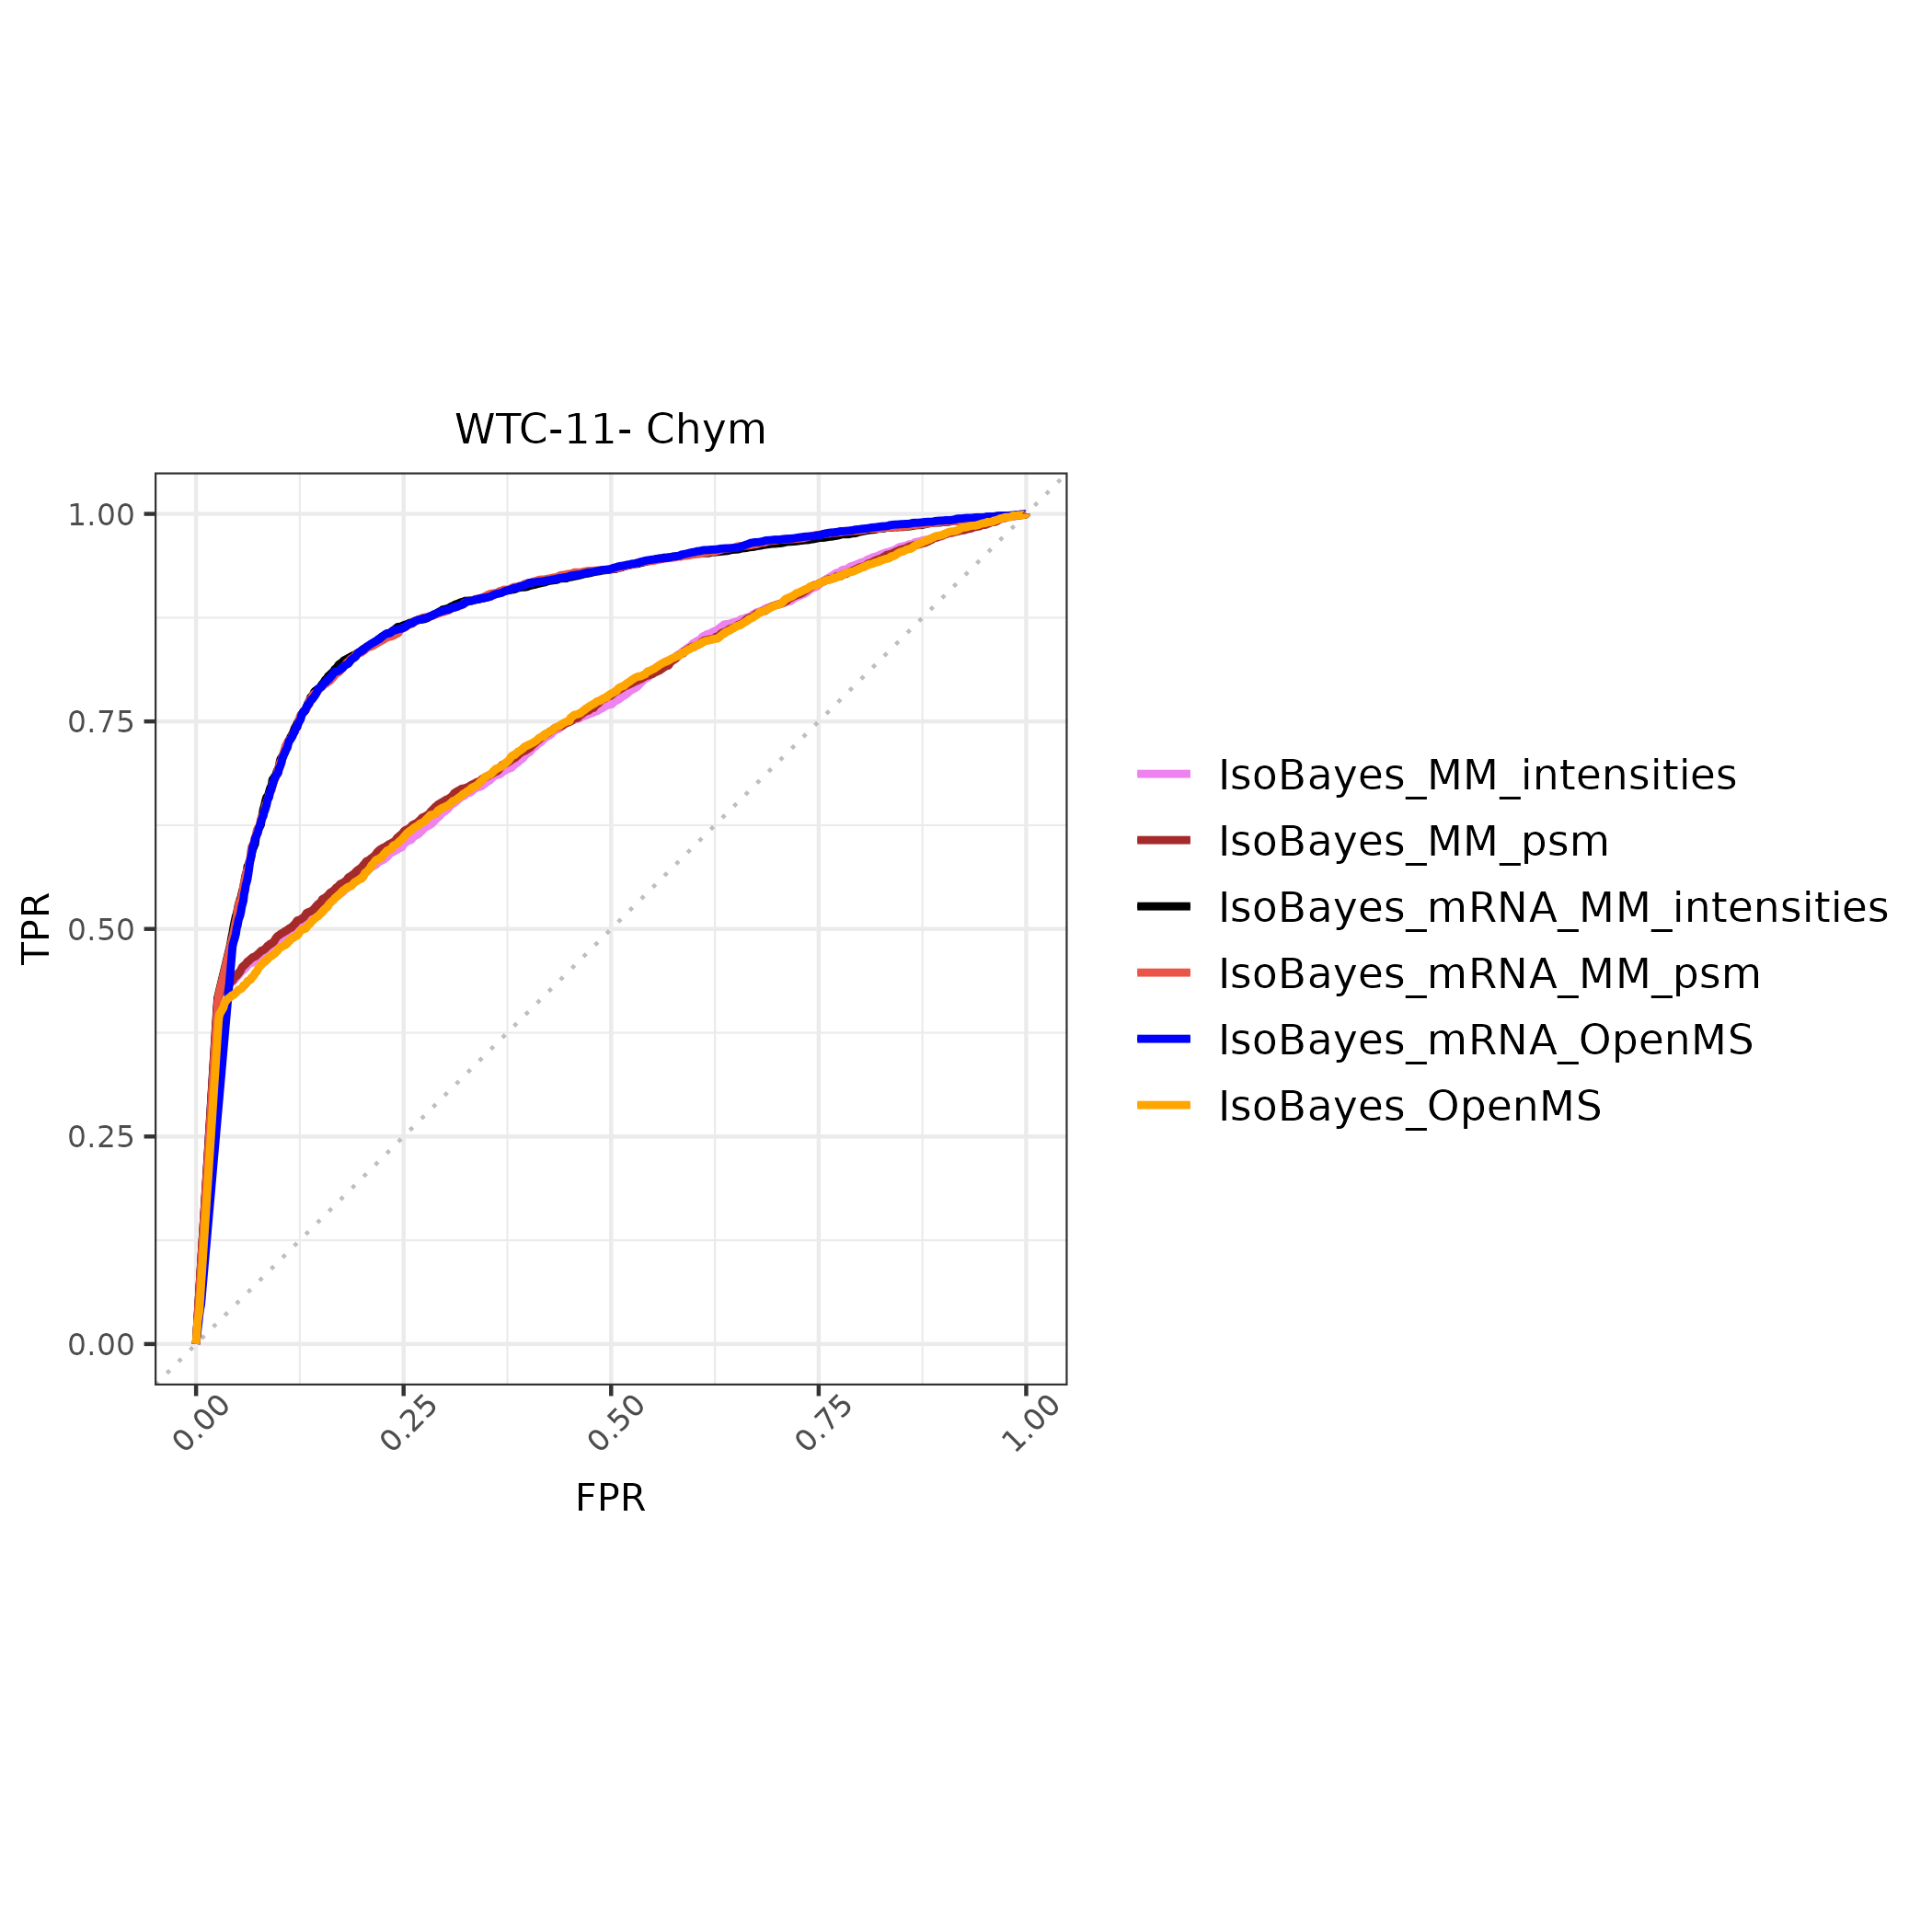 WTC-11- Chym
1.00
0.75
0.50
0.25
0.00
TPR
0.00
0.25
0.50
0.75
1.00
FPR
IsoBayes_MM_intensities
IsoBayes_MM_psm
IsoBayes_mRNA_MM_intensities
IsoBayes_mRNA_MM_psm
IsoBayes_mRNA_OpenMS
IsoBayes_OpenMS